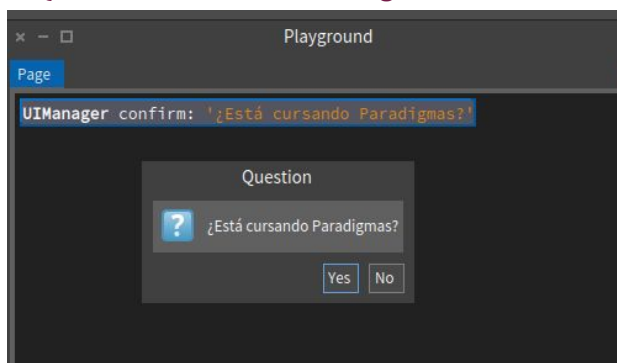 Playground
Page
UIManager confirm: '¿Está cursando Paradigmas?'
Question
¿Está cursando Paradigmas?
Yes No